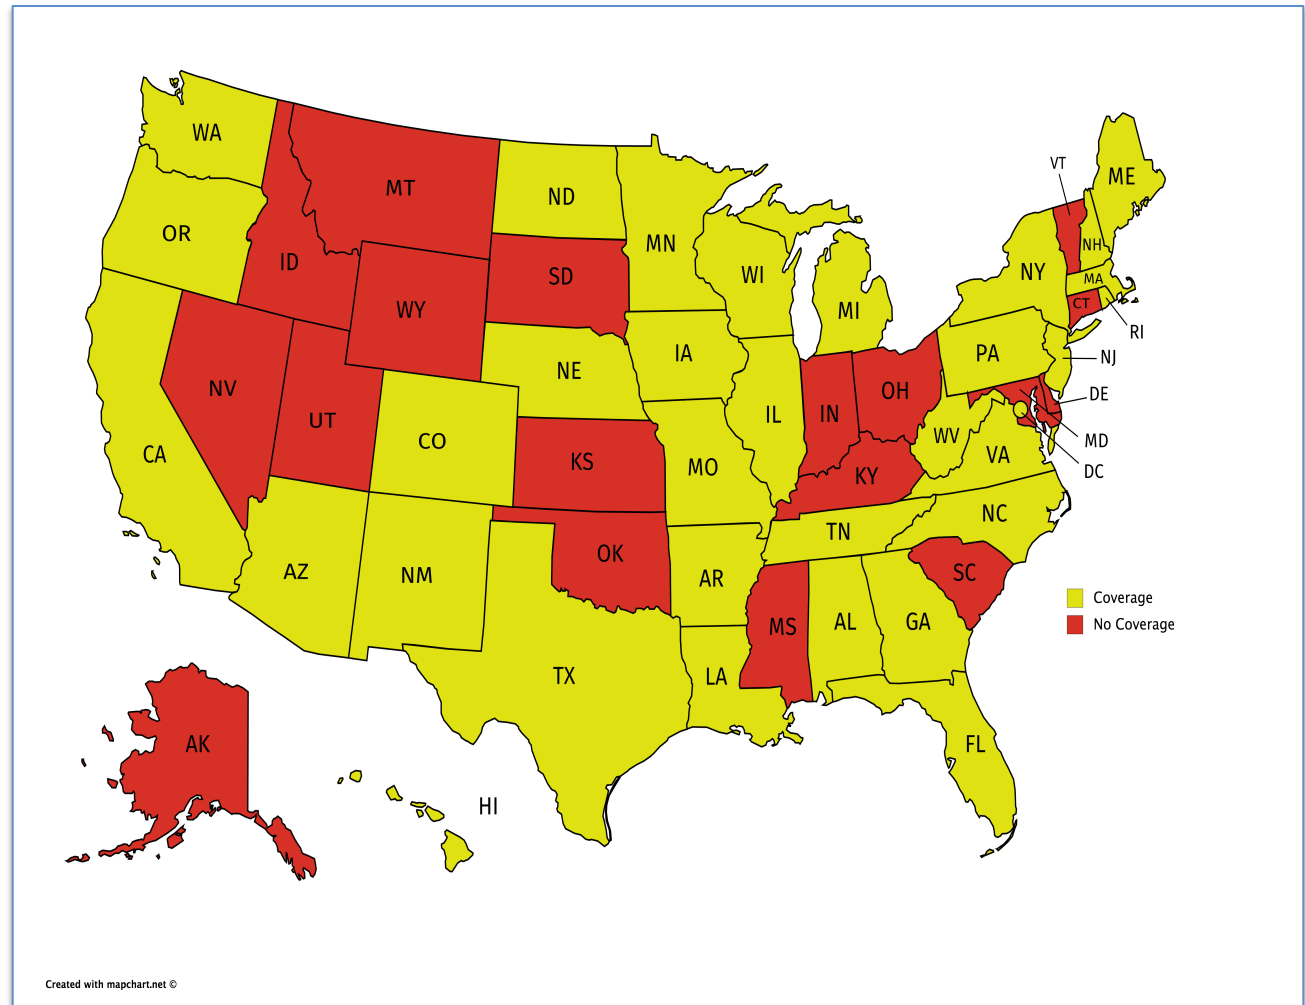 WA
MT
ND
MN
ME
VT
OR
ID
SD
WI
MI
NY
NH
MA
CT
RI
WY
NE
IA
PA
NJ
NV
UT
CO
IL
IN
OH
DE
MD
DC
CA
KS
MO
KY
WV
VA
AZ
NM
OK
AR
TN
NC
SC
MS
AL
GA
TX
LA
FL
AK
HI
Coverage
No Coverage
Created with mapchart.net ©